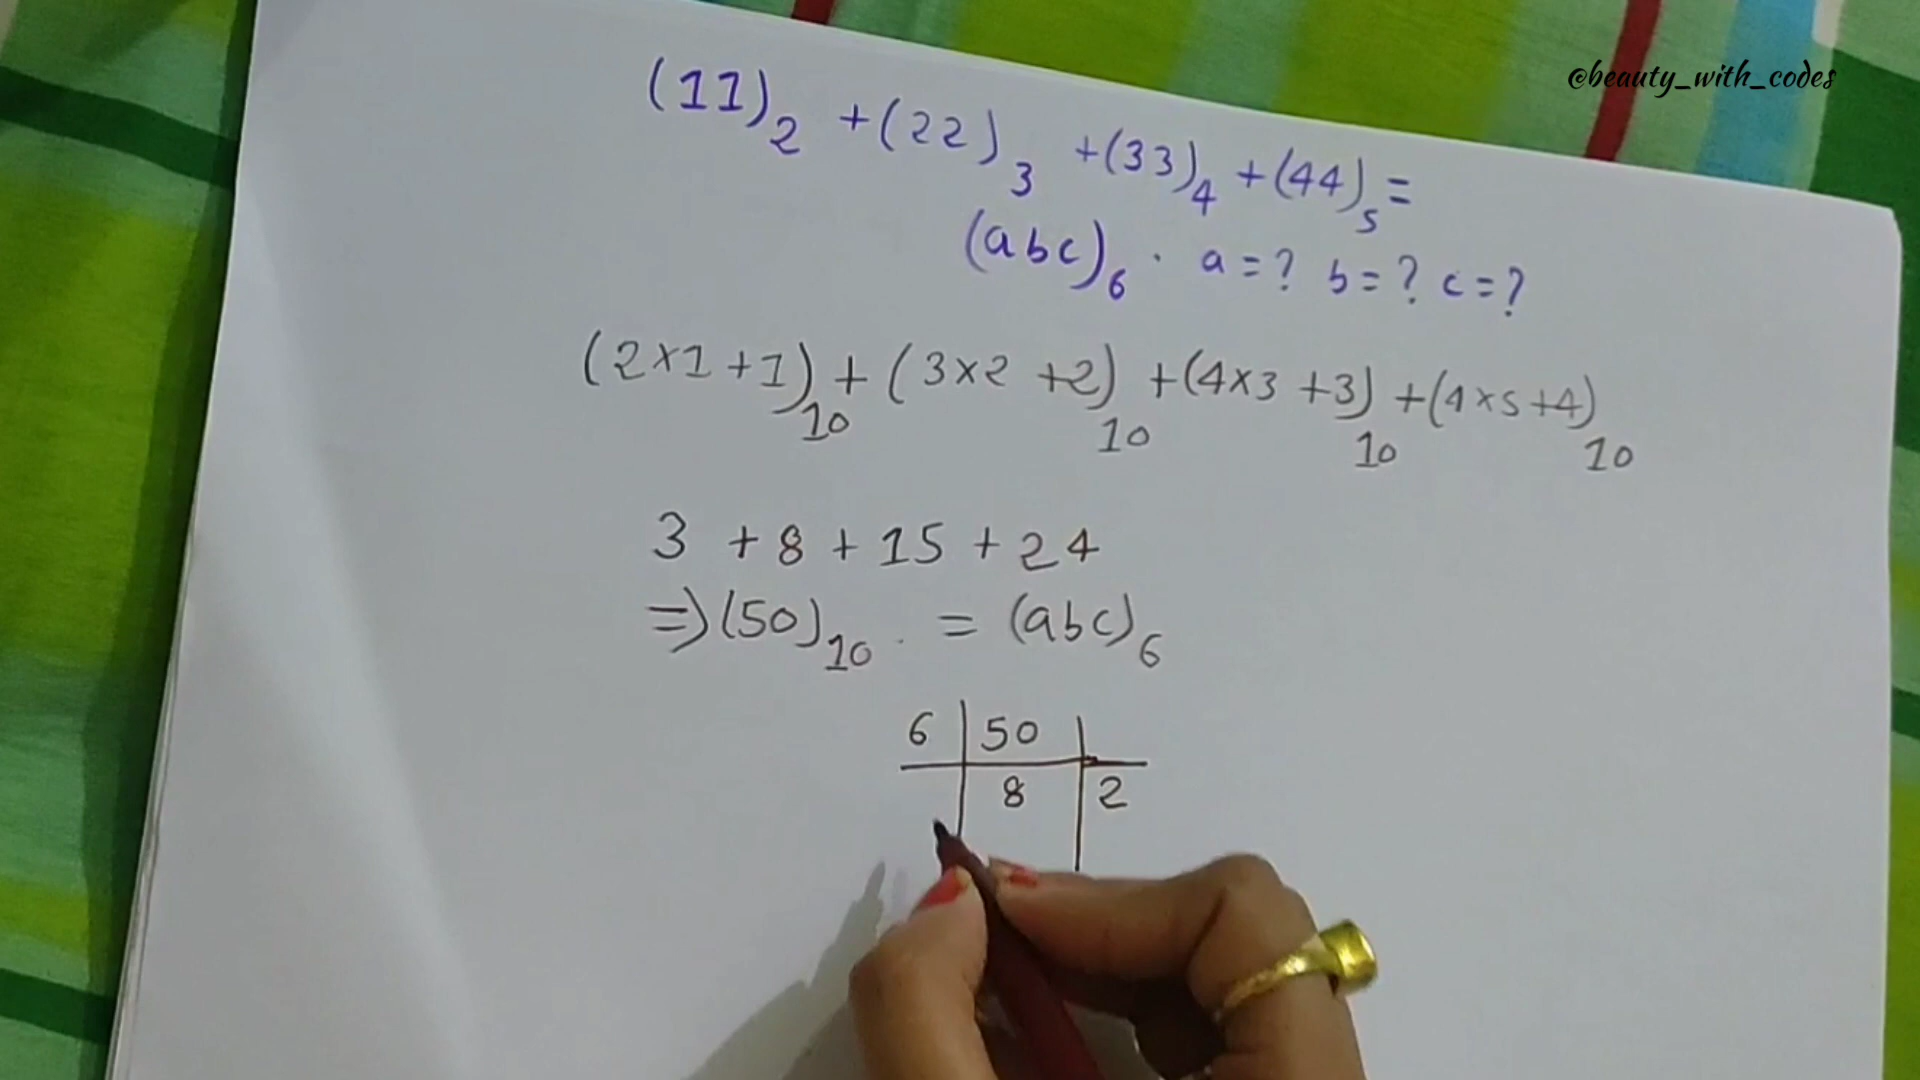 @beauty_with_codes
(11)₂ + (22)₃ + (33)₄ + (44)₅ =
(abc)₆ . a = ? b = ? c = ?
(2×1+1)₁₀ + (3×2+2)₁₀ + (4×3+3)₁₀ + (4×5+4)₁₀
3 + 8 + 15 + 24
⇒ (50)₁₀ . = (abc)₆
6 | 50 |
8 | 2